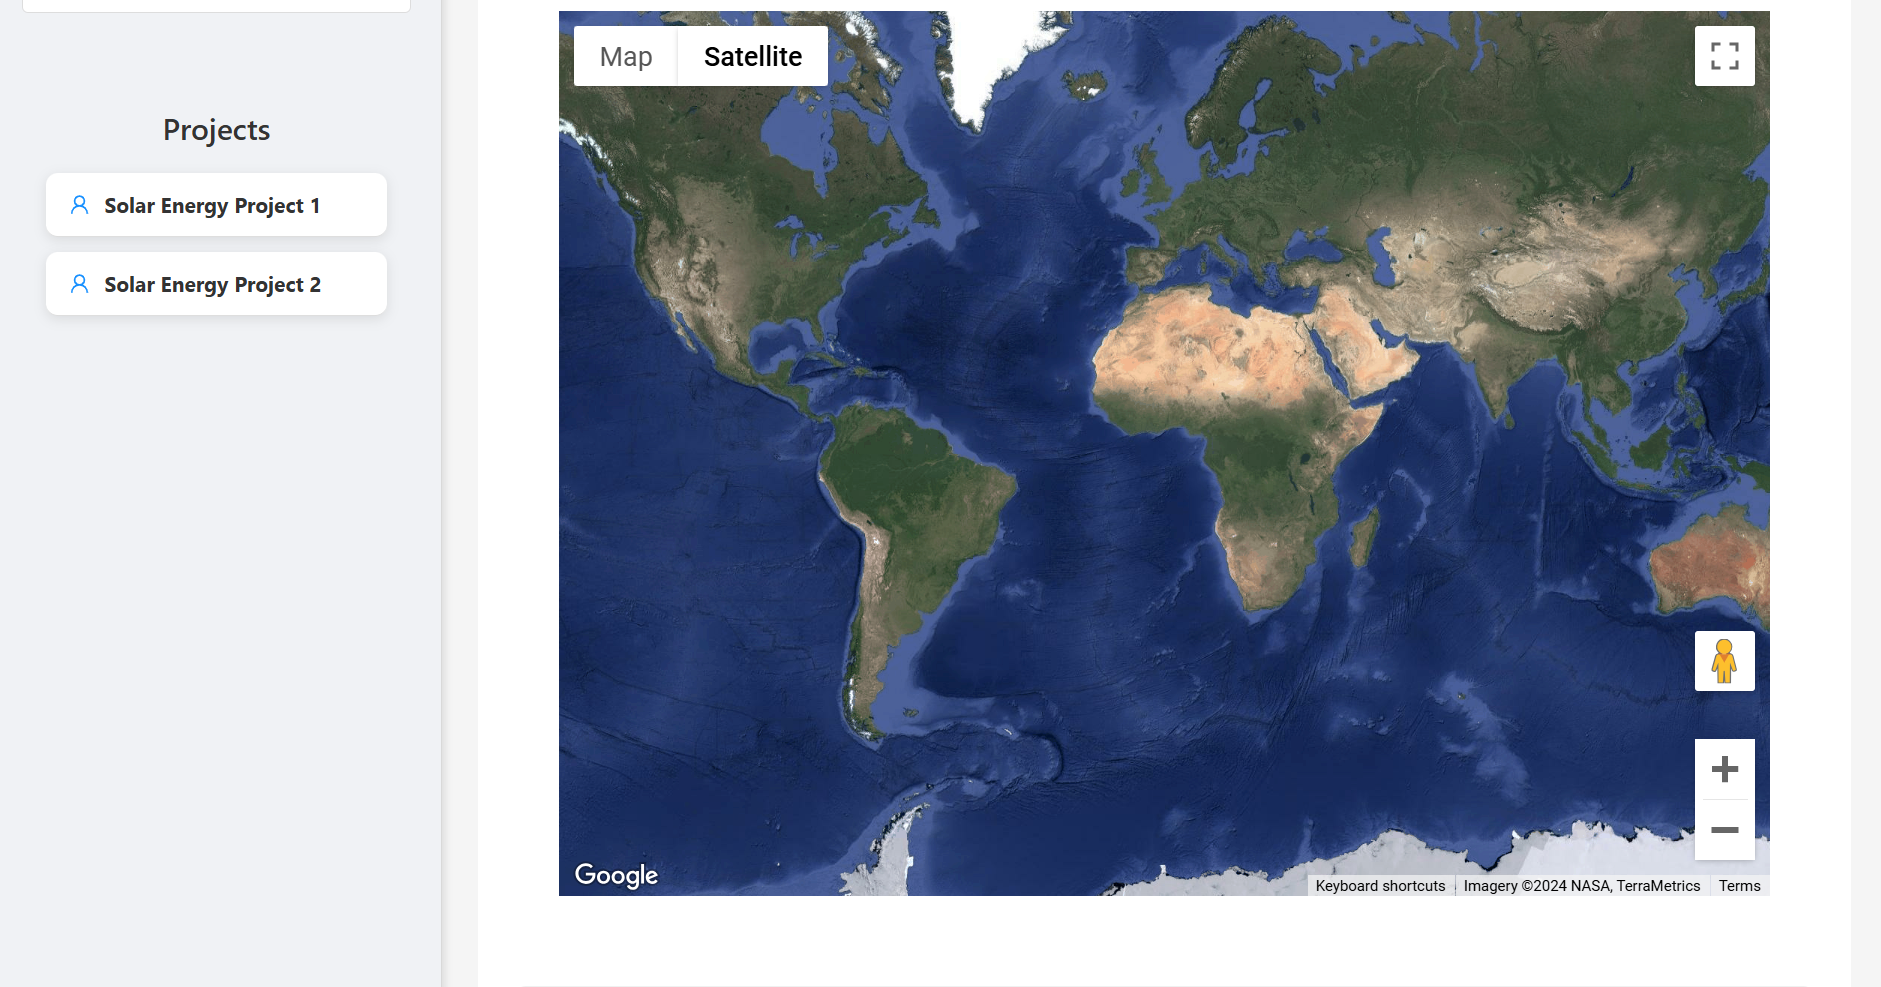 Projects
Solar Energy Project 1
Solar Energy Project 2
Map
Satellite
Google
Keyboard shortcuts
Imagery ©2024 NASA, TerraMetrics
Terms